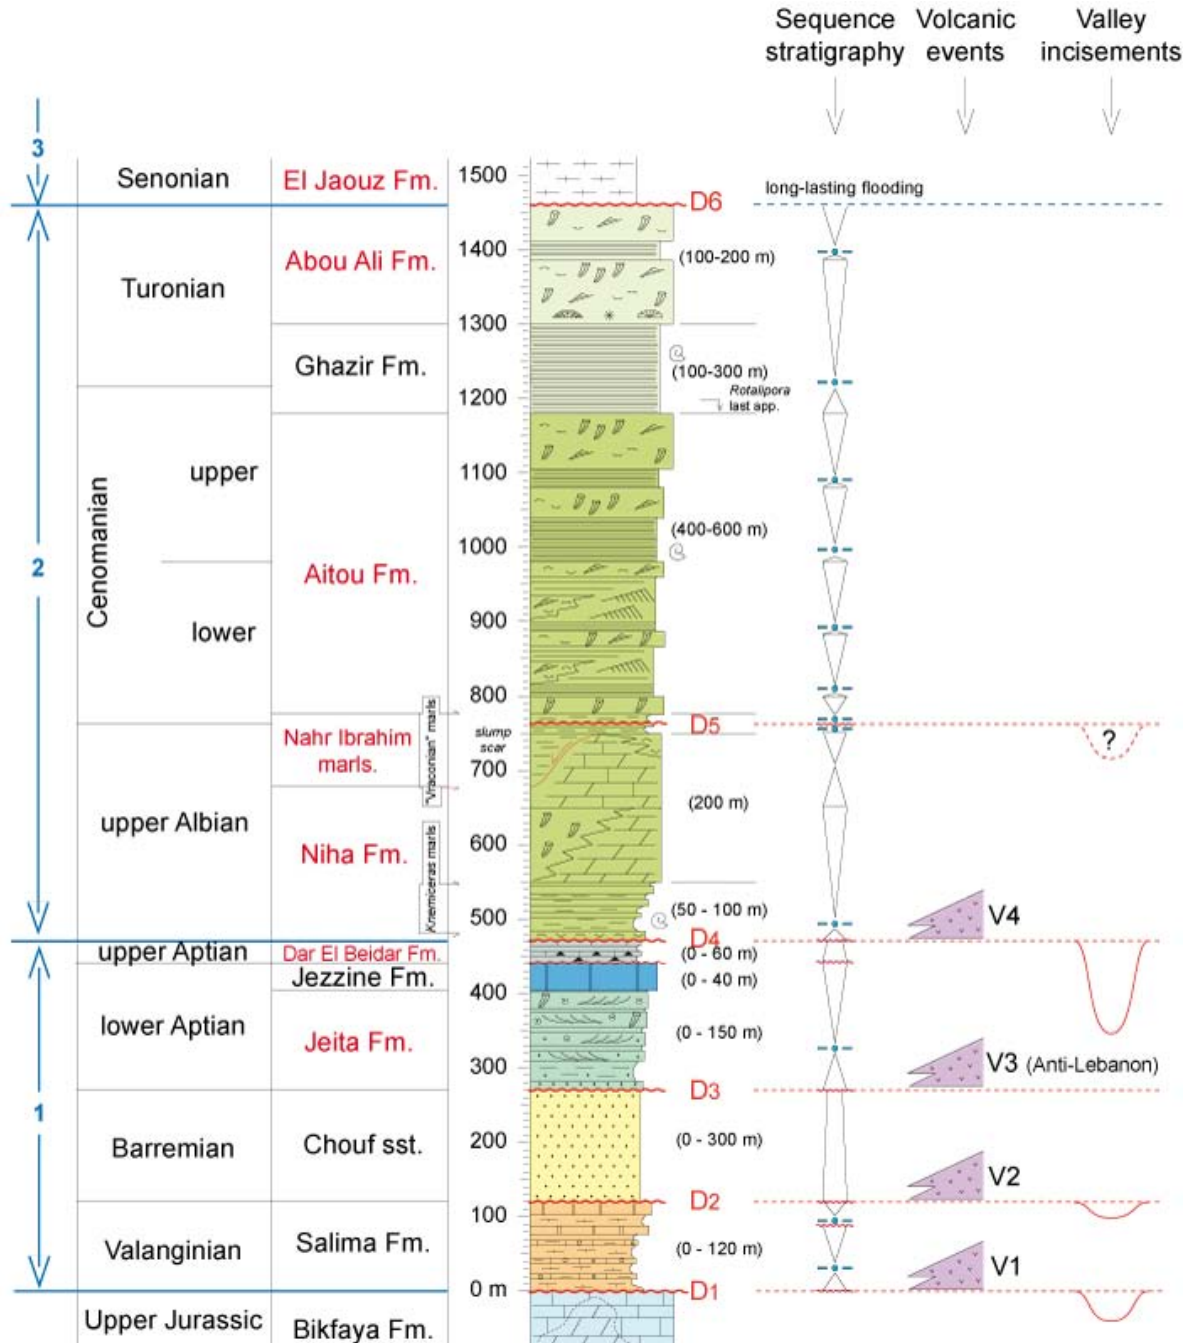 Sequence
stratigraphy
Volcanic
events
Valley
incisements
3
Senonian
El Jaouz Fm.
1500
D6
long-lasting flooding
Turonian
Abou Ali Fm.
1400
(100-200 m)
1300
Ghazir Fm.
(100-300 m)
Rotalipora
last app.
1200
2
Cenomanian
upper
lower
Aitou Fm.
1100
(400-600 m)
1000
900
800
"Vraconian" marls
Nahr Ibrahim
marls.
slump
scar
D5
?
700
upper Albian
Niha Fm.
Knemiceras marls
(200 m)
600
500
(50 - 100 m)
V4
D4
upper Aptian
Dar El Beidar Fm.
(0 - 60 m)
Jezzine Fm.
(0 - 40 m)
400
lower Aptian
Jeita Fm.
(0 - 150 m)
300
V3 (Anti-Lebanon)
D3
1
Barremian
Chouf sst.
200
(0 - 300 m)
V2
D2
100
Valanginian
Salima Fm.
(0 - 120 m)
V1
0 m
D1
Upper Jurassic
Bikfaya Fm.